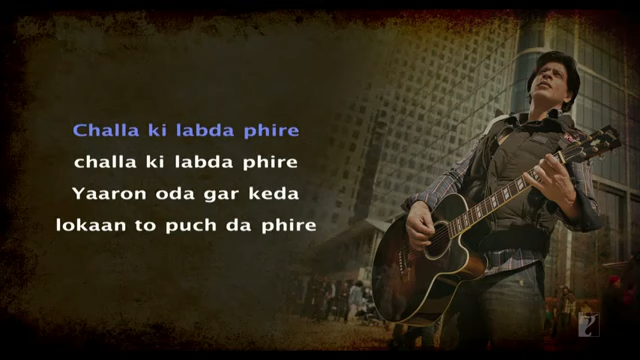 Challa ki labda phire
challa ki labda phire
Yaaron oda gar keda
lokaan to puch da phire